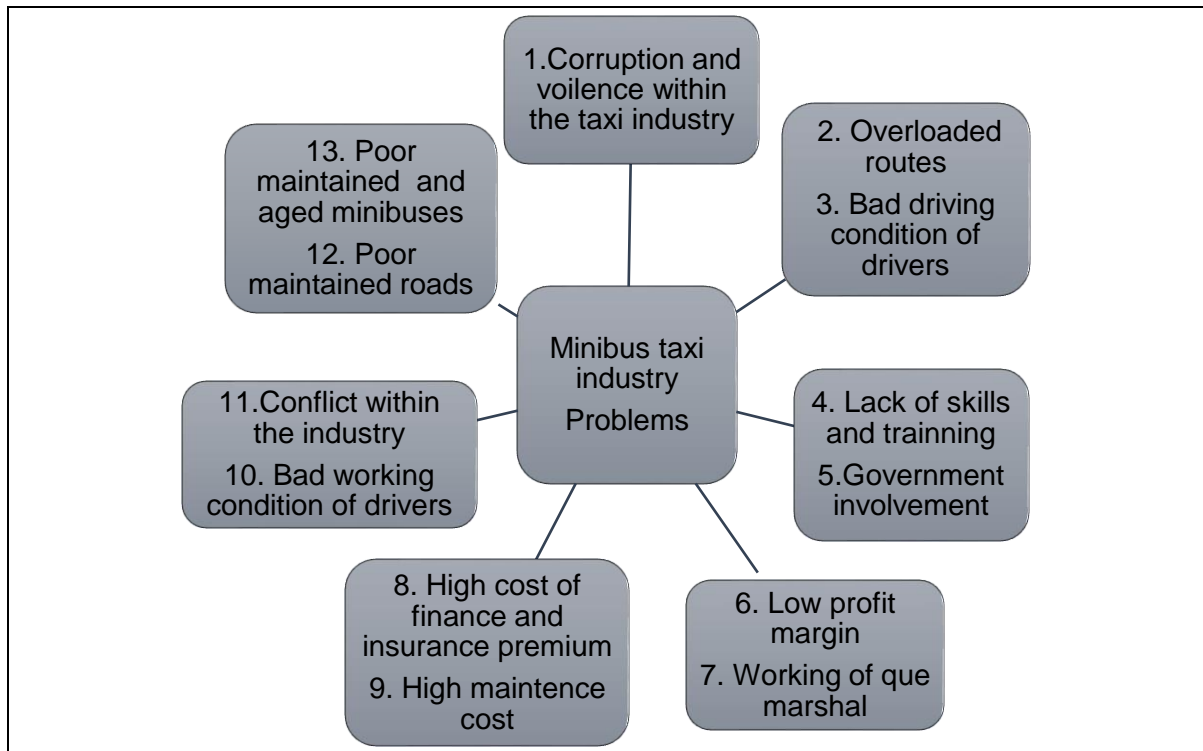 1.Corruption and
voilence within
the taxi industry
2. Overloaded
routes
3. Bad driving
condition of
drivers
4. Lack of skills
and trainning
5.Government
involvement
6. Low profit
margin
7. Working of que
marshal
8. High cost of
finance and
insurance premium
9. High maintence
cost
11.Conflict within
the industry
10. Bad working
condition of drivers
13. Poor
maintained and
aged minibuses
12. Poor
maintained roads
Minibus taxi
industry
Problems